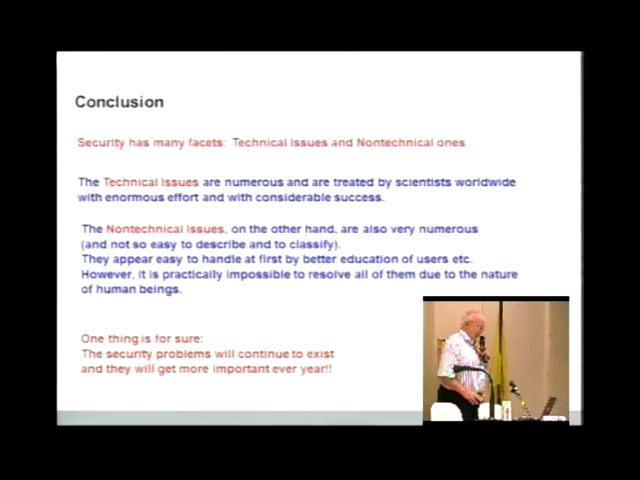 Conclusion
Security has many facets: Technical Issues and Nontechnical ones.
The Technical Issues are numerous and are treated by scientists worldwide
with enormous effort and with considerable success.
The Nontechnical Issues, on the other hand, are also very numerous
(and not so easy to describe and to classify).
They appear easy to handle at first by better education of users etc.
However, it is practically impossible to resolve all of them due to the nature
of human beings.
One thing is for sure:
The security problems will continue to exist
and they will get more important ever year!!